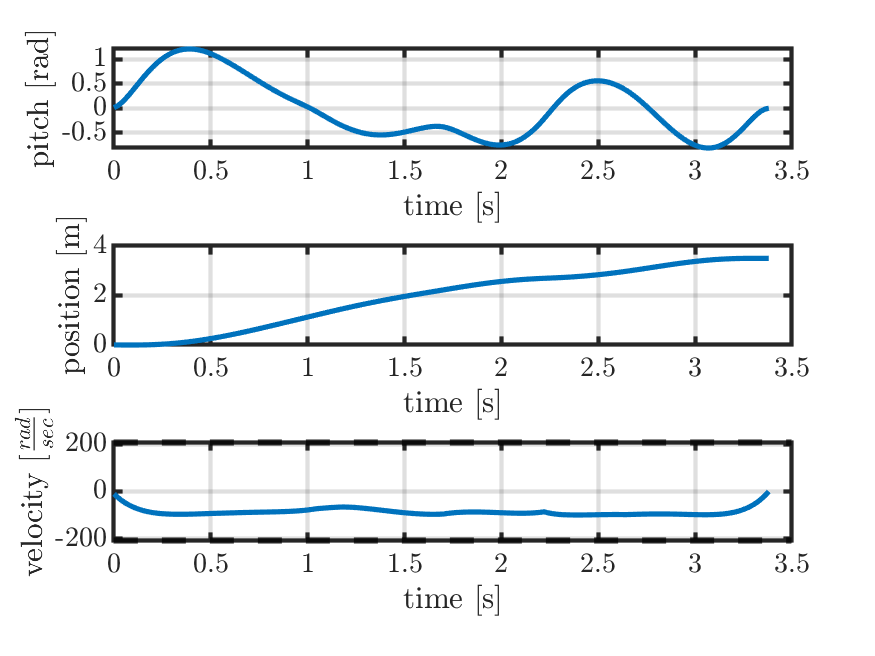 pitch [rad]
1
0.5
0
-0.5
0 0.5 1 1.5 2 2.5 3 3.5
time [s]
position [m]
4
2
0
0 0.5 1 1.5 2 2.5 3 3.5
time [s]
velocity [rad/sec]
200
0
-200
0 0.5 1 1.5 2 2.5 3 3.5
time [s]